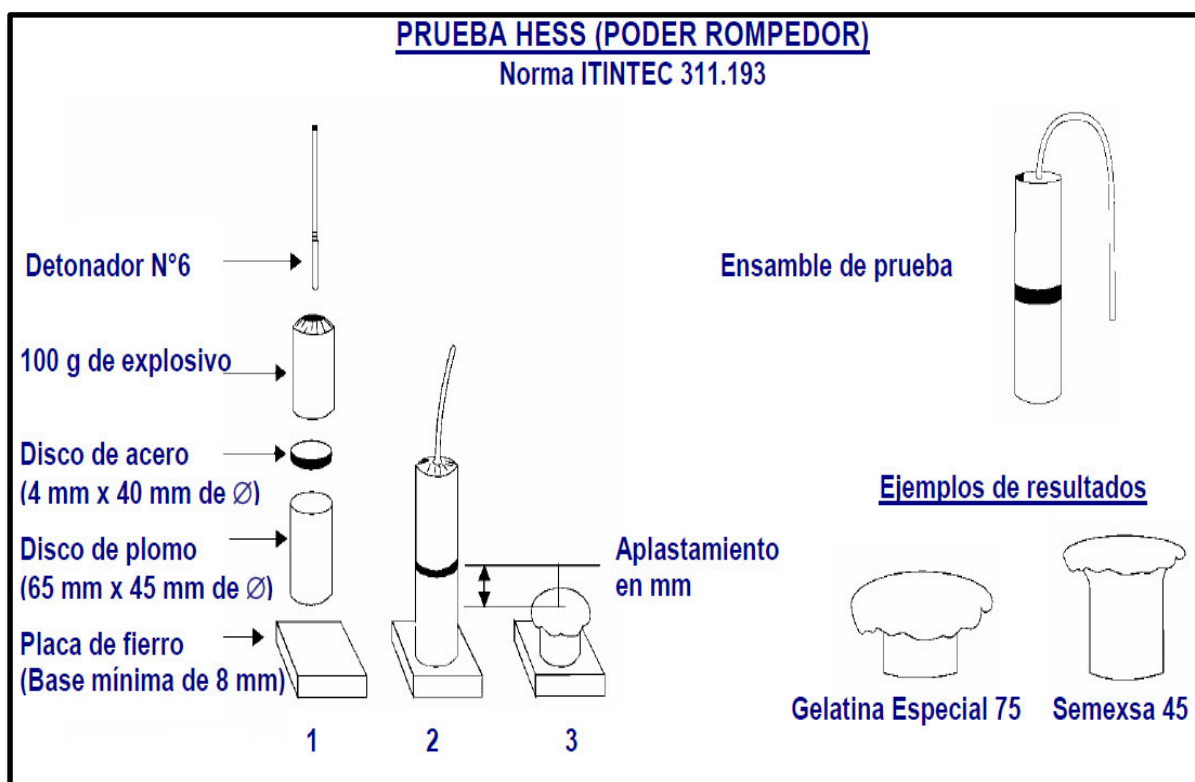 PRUEBA HESS (PODER ROMPEDOR)
Norma ITINTEC 311.193
Detonador N°6
100 g de explosivo
Disco de acero
(4 mm x 40 mm de Ø)
Disco de plomo
(65 mm x 45 mm de Ø)
Placa de fierro
(Base mínima de 8 mm)
1
2
3
Aplastamiento
en mm
Ensamble de prueba
Ejemplos de resultados
Gelatina Especial 75
Semexsa 45